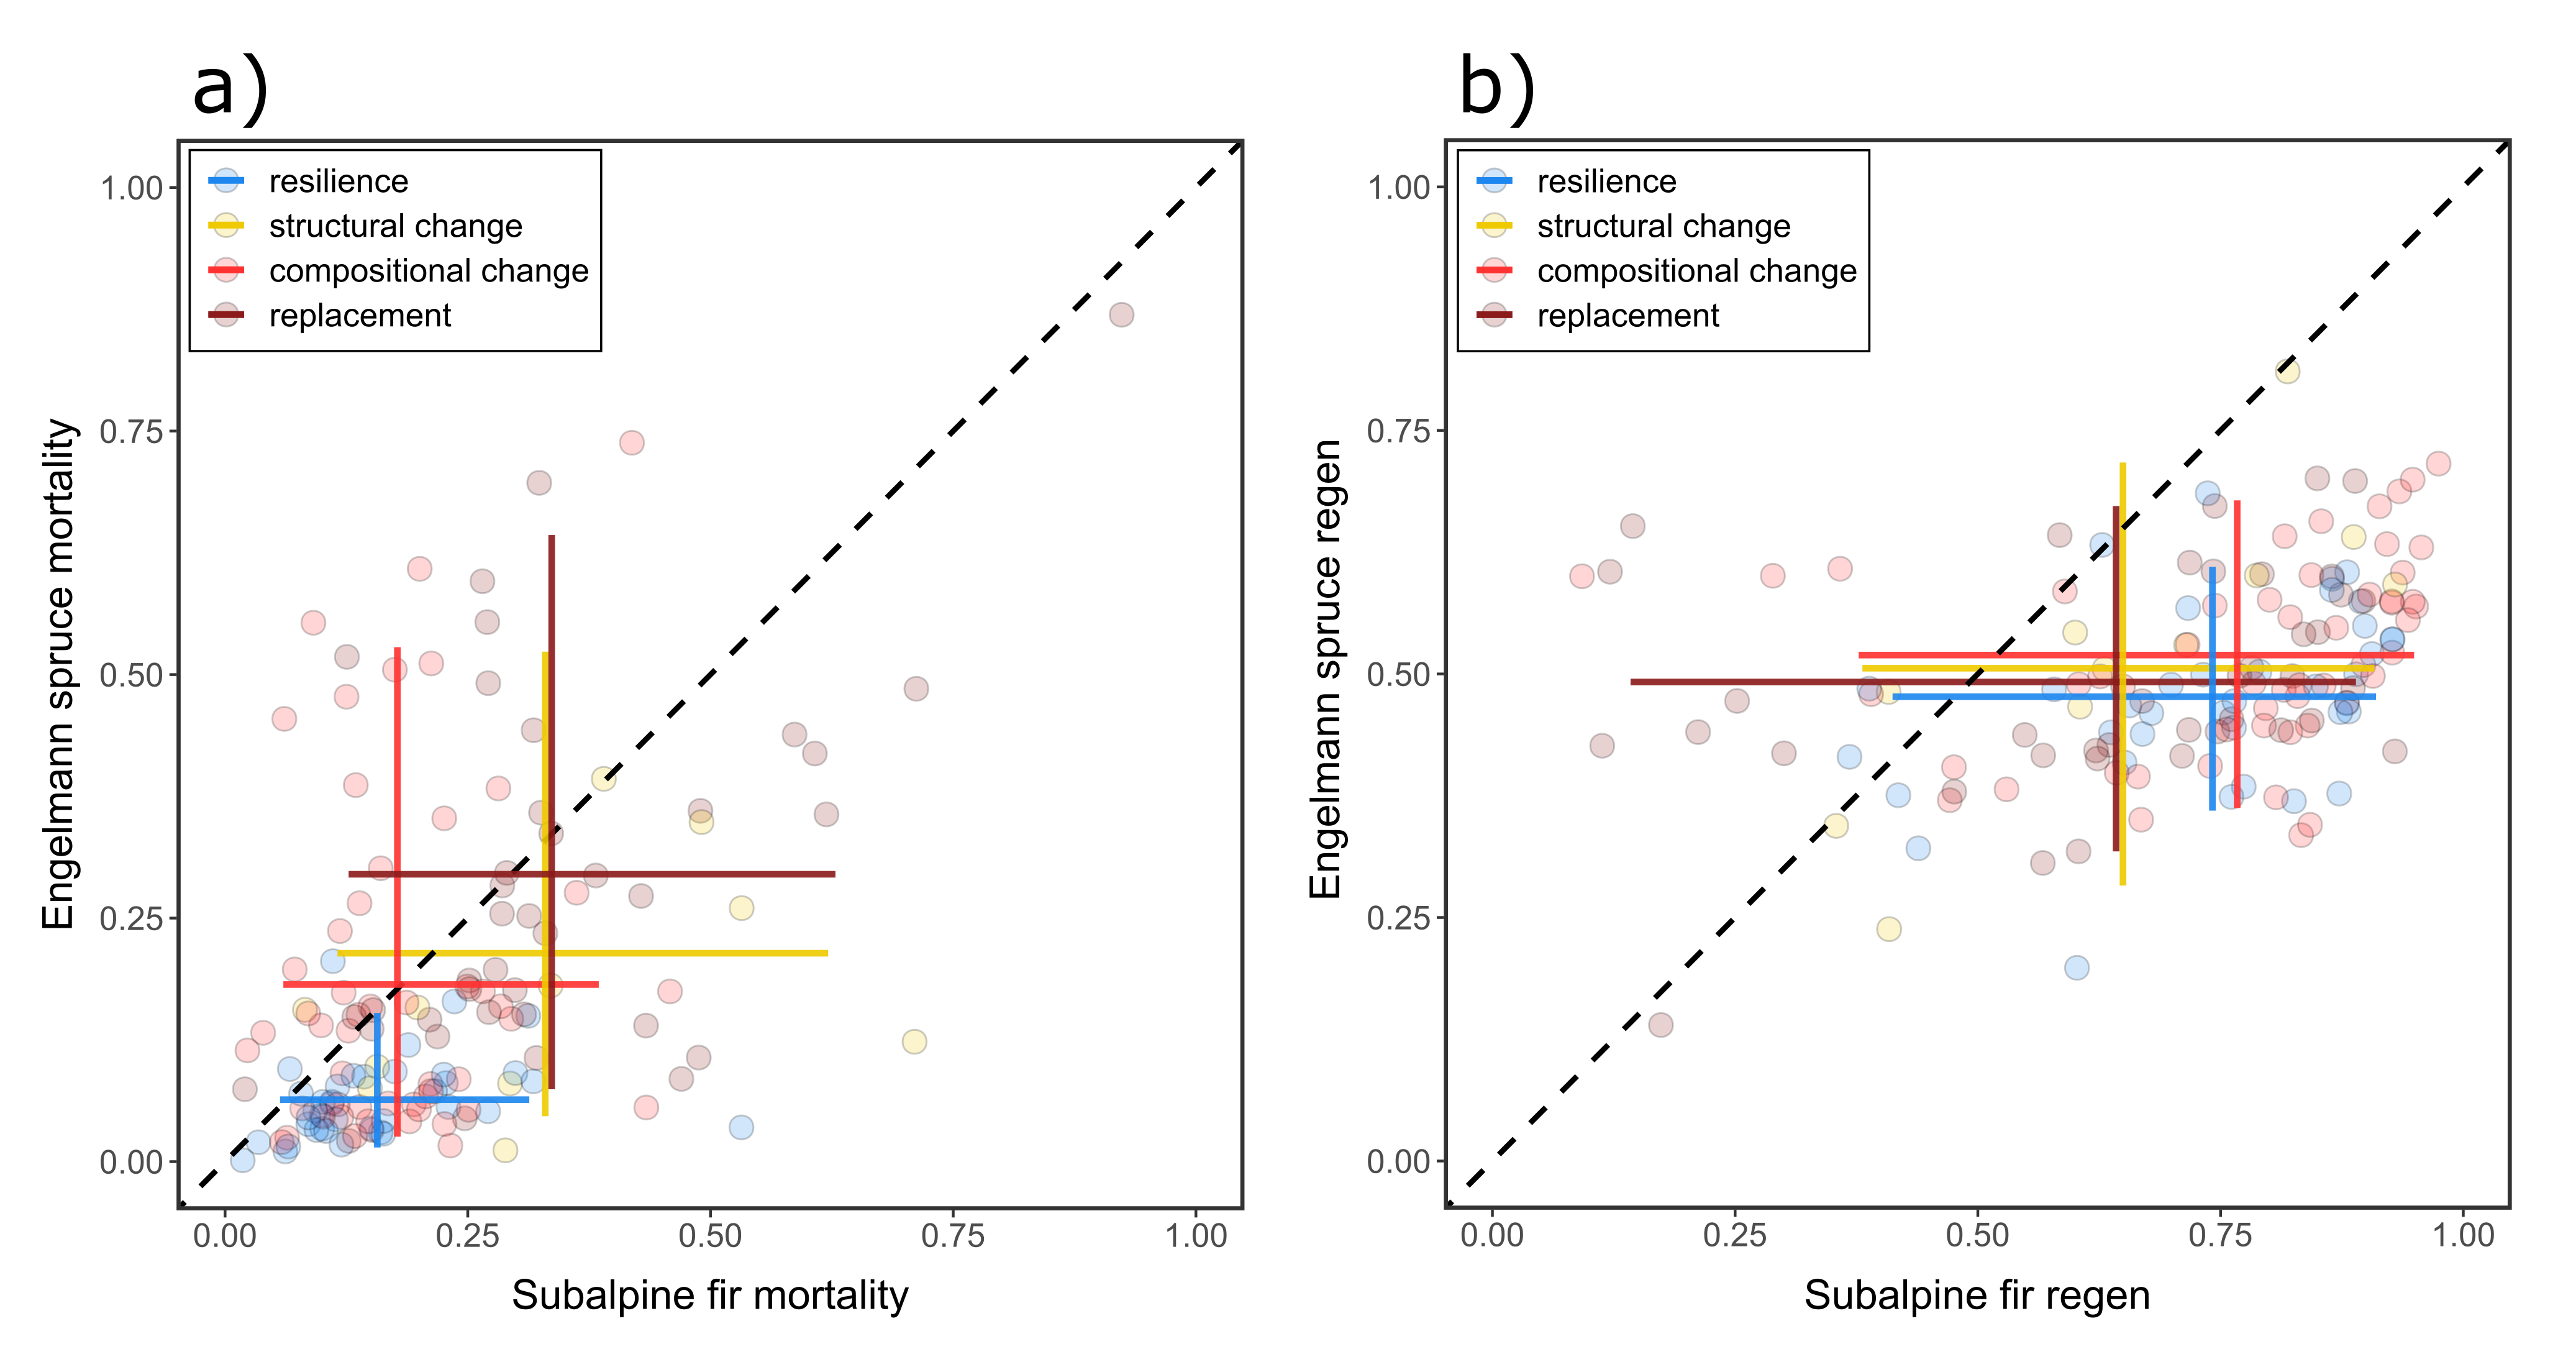 a)
resilience
structural change
compositional change
replacement
1.00
0.75
0.50
0.25
0.00
Engelmann spruce mortality
0.00 0.25 0.50 0.75 1.00
Subalpine fir mortality
b)
resilience
structural change
compositional change
replacement
1.00
0.75
0.50
0.25
0.00
Engelmann spruce regen
0.00 0.25 0.50 0.75 1.00
Subalpine fir regen